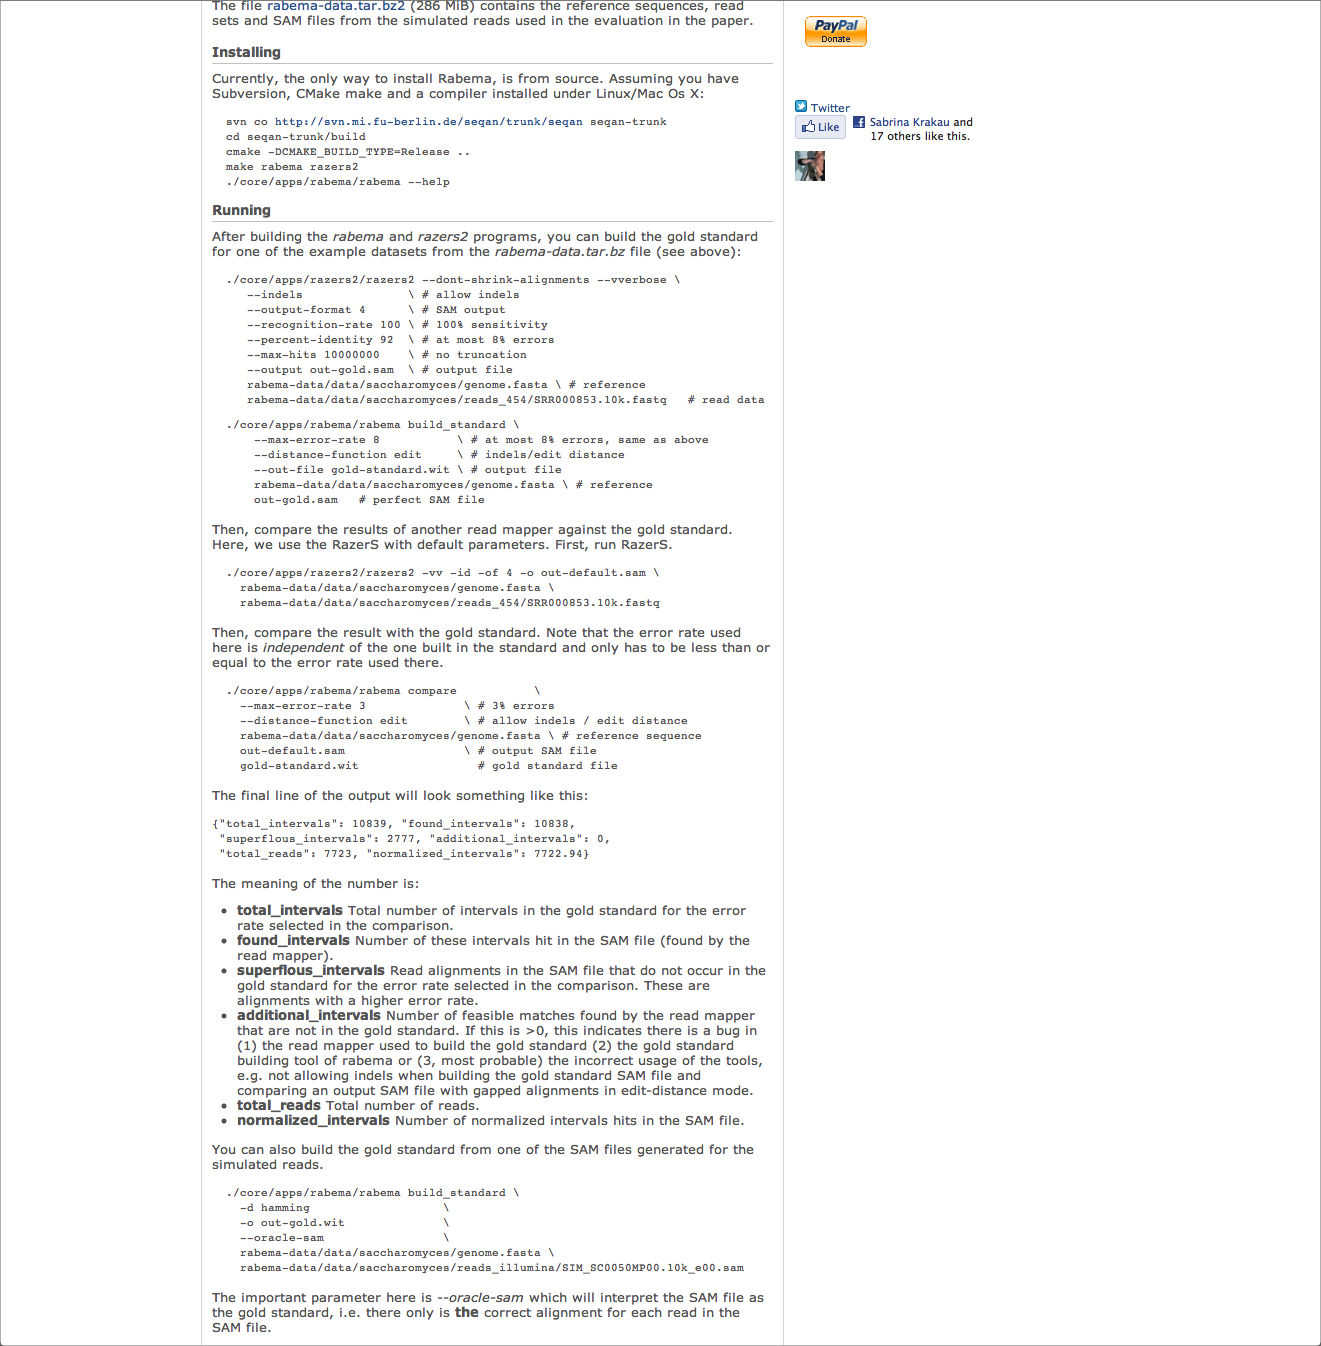 The file rabema-data.tar.bz2 (286 MiB) contains the reference sequences, read
sets and SAM files from the simulated reads used in the evaluation in the paper.
Installing
Currently, the only way to install Rabema, is from source. Assuming you have
Subversion, CMake make and a compiler installed under Linux/Mac Os X:
svn co http://svn.mi.fu-berlin.de/seqan/trunk/seqan seqan-trunk
cd seqan-trunk/build
cmake -DCMAKE_BUILD_TYPE=Release ..
make rabema razers2
./core/apps/rabema/rabema --help
Running
After building the rabema and razers2 programs, you can build the gold standard
for one of the example datasets from the rabema-data.tar.bz file (see above):
./core/apps/razers2/razers2 --dont-shrink-alignments --vverbose \
--indels \ # allow indels
--output-format 4 \ # SAM output
--recognition-rate 100 \ # 100% sensitivity
--percent-identity 92 \ # at most 8% errors
--max-hits 10000000 \ # no truncation
--output out-gold.sam \ # output file
rabema-data/data/saccharomyces/genome.fasta \ # reference
rabema-data/data/saccharomyces/reads_454/SRR000853.10k.fastq # read data
./core/apps/rabema/rabema build_standard \
--max-error-rate 8 \ # at most 8% errors, same as above
--distance-function edit \ # indels/edit distance
--out-file gold-standard.wit \ # output file
rabema-data/data/saccharomyces/genome.fasta \ # reference
out-gold.sam # perfect SAM file
Then, compare the results of another read mapper against the gold standard.
Here, we use the RazerS with default parameters. First, run RazerS.
./core/apps/razers2/razers2 -vv -id -of 4 -o out-default.sam \
rabema-data/data/saccharomyces/genome.fasta \
rabema-data/data/saccharomyces/reads_454/SRR000853.10k.fastq
Then, compare the result with the gold standard. Note that the error rate used
here is independent of the one built in the standard and only has to be less than or
equal to the error rate used there.
./core/apps/rabema/rabema compare \
--max-error-rate 3 \ # 3% errors
--distance-function edit \ # allow indels / edit distance
rabema-data/data/saccharomyces/genome.fasta \ # reference sequence
out-default.sam \ # output SAM file
gold-standard.wit # gold standard file
The final line of the output will look something like this:
{"total_intervals": 10839, "found_intervals": 10838,
"superflous_intervals": 2777, "additional_intervals": 0,
"total_reads": 7723, "normalized_intervals": 7722.94}
The meaning of the number is:
• total_intervals Total number of intervals in the gold standard for the error
rate selected in the comparison.
• found_intervals Number of these intervals hit in the SAM file (found by the
read mapper).
• superflous_intervals Read alignments in the SAM file that do not occur in the
gold standard for the error rate selected in the comparison. These are
alignments with a higher error rate.
• additional_intervals Number of feasible matches found by the read mapper
that are not in the gold standard. If this is >0, this indicates there is a bug in
(1) the read mapper used to build the gold standard (2) the gold standard
building tool of rabema or (3, most probable) the incorrect usage of the tools,
e.g. not allowing indels when building the gold standard SAM file and
comparing an output SAM file with gapped alignments in edit-distance mode.
• total_reads Total number of reads.
• normalized_intervals Number of normalized intervals hits in the SAM file.
You can also build the gold standard from one of the SAM files generated for the
simulated reads.
./core/apps/rabema/rabema build_standard \
-d hamming \
-o out-gold.wit \
--oracle-sam \
rabema-data/data/saccharomyces/genome.fasta \
rabema-data/data/saccharomyces/reads_illumina/SIM_SC0050MP00.10k_e00.sam
The important parameter here is --oracle-sam which will interpret the SAM file as
the gold standard, i.e. there only is the correct alignment for each read in the
SAM file.
PayPal
Donate
Twitter
Like
Sabrina Krakau and
17 others like this.